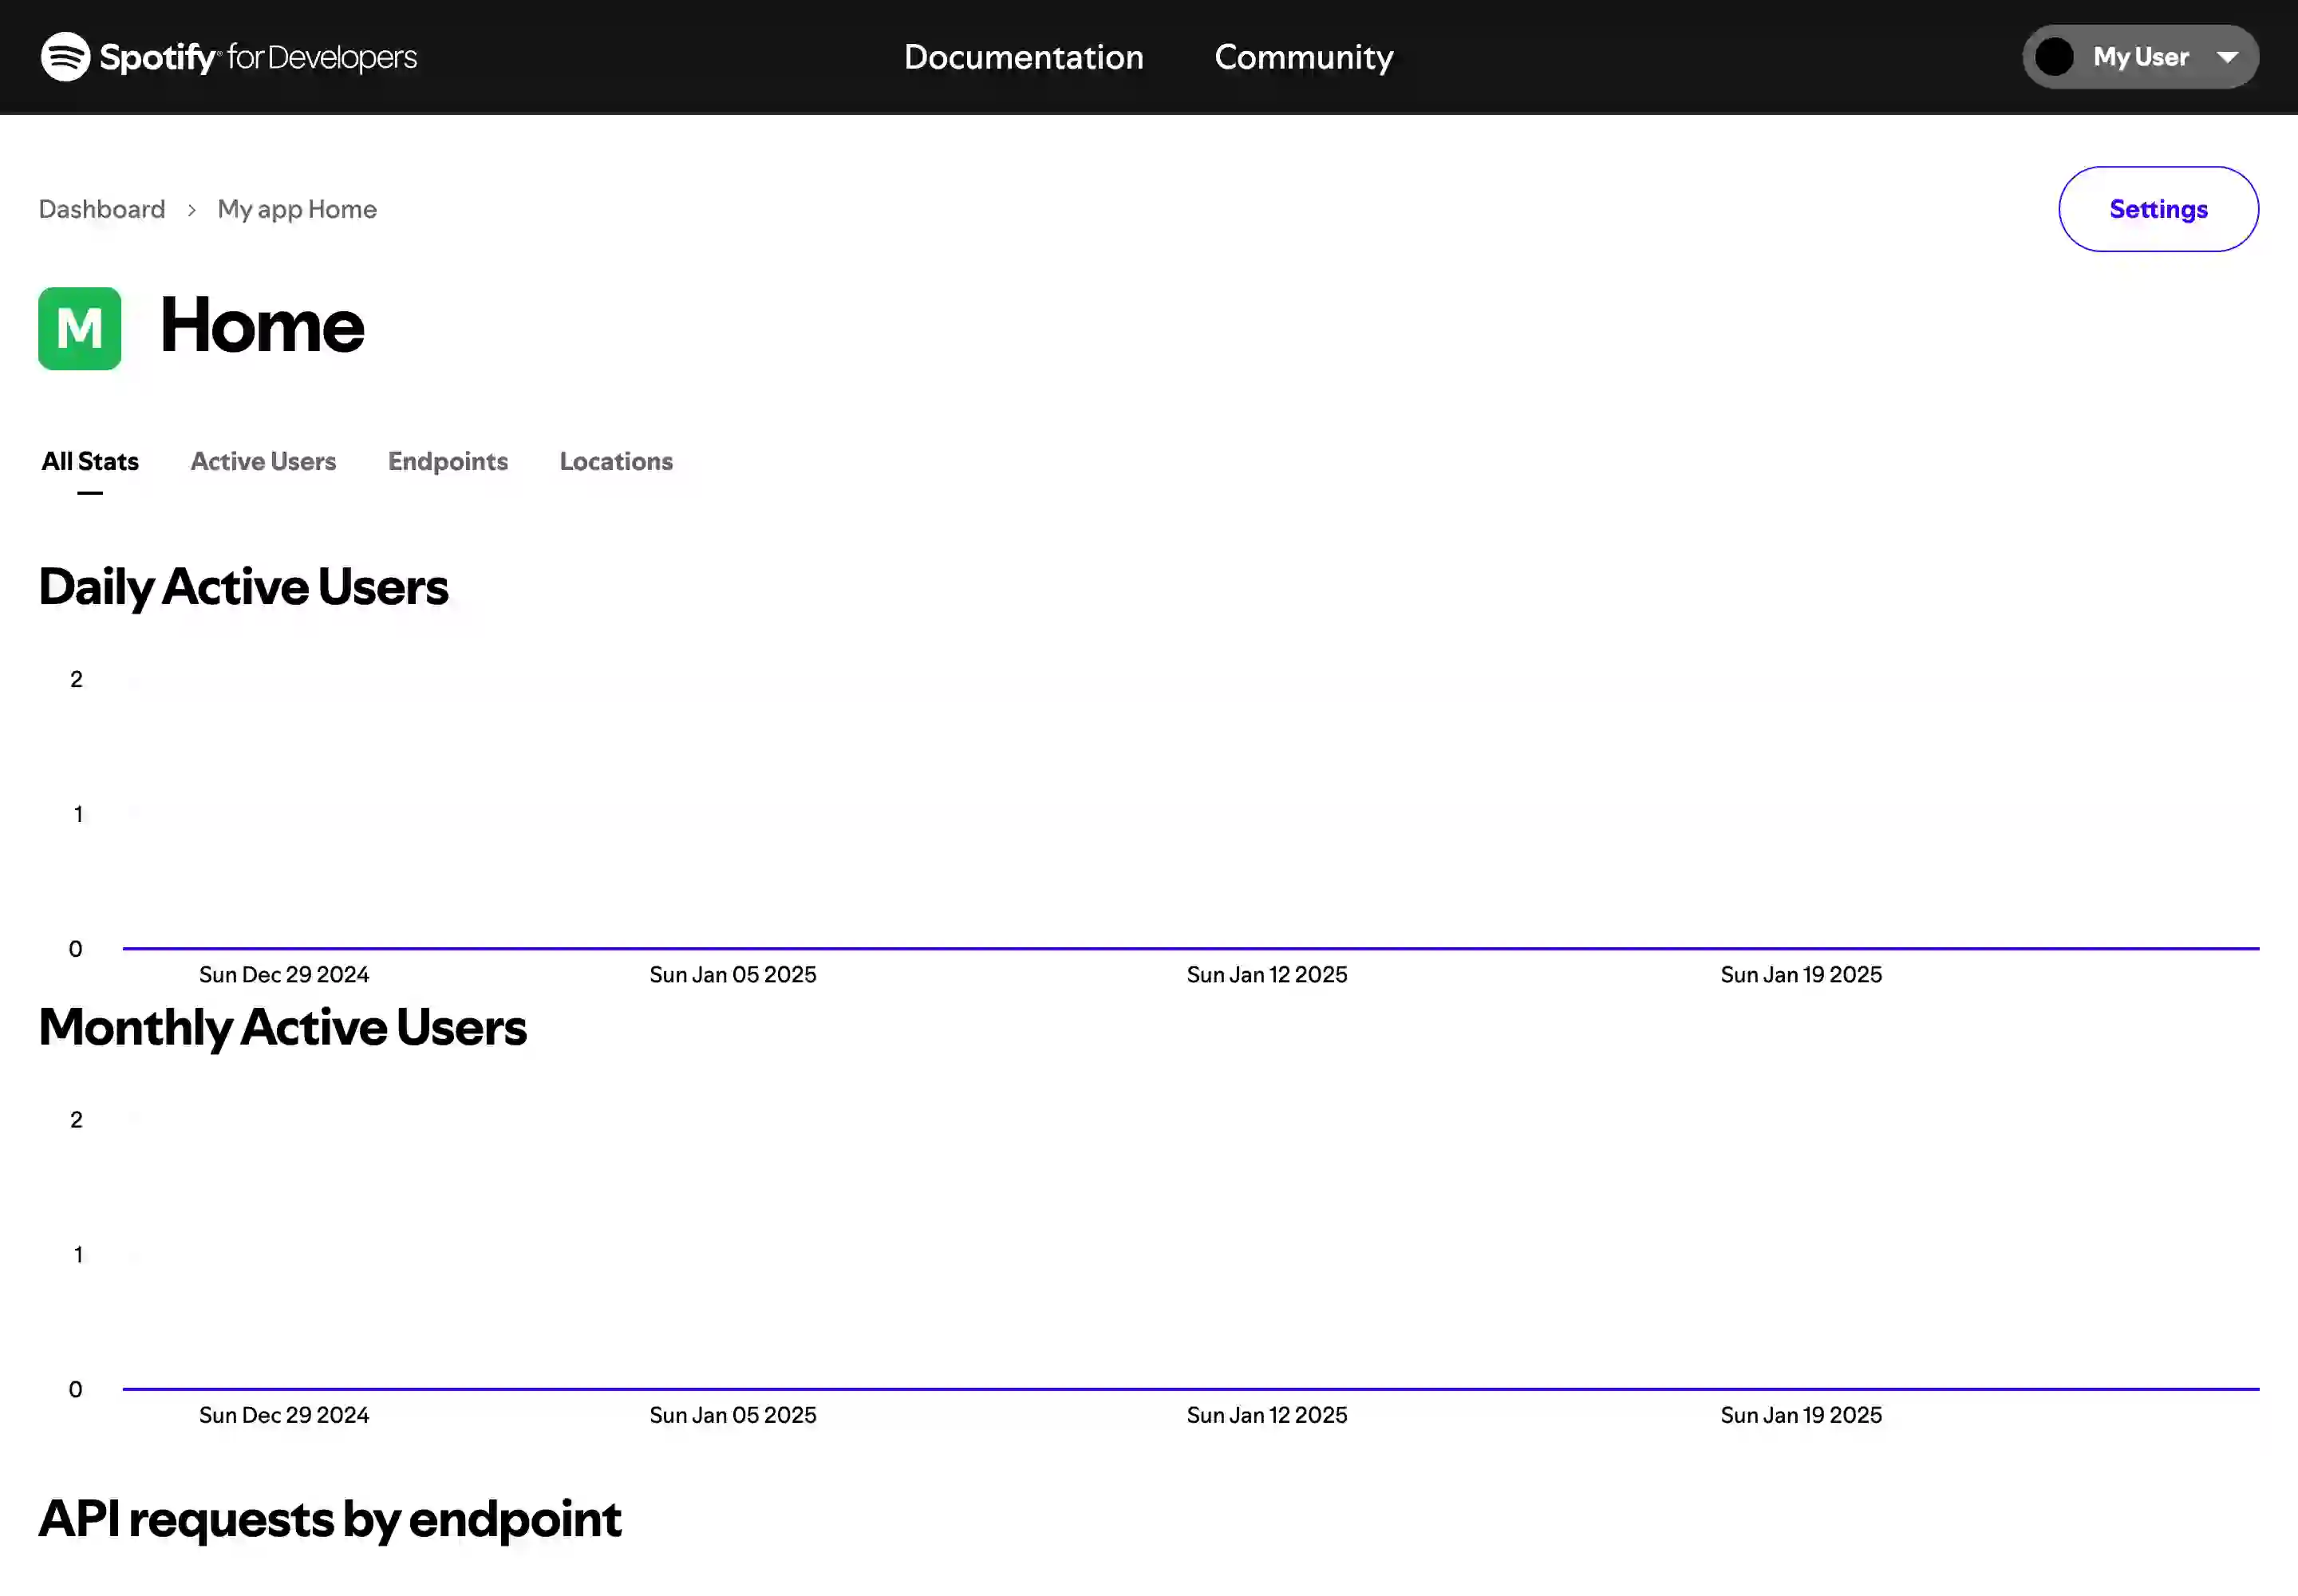 Spotify for Developers
Documentation
Community
My User
Dashboard > My app Home
Settings
M
Home
All Stats
Active Users
Endpoints
Locations
Daily Active Users
2
1
0
Sun Dec 29 2024
Sun Jan 05 2025
Sun Jan 12 2025
Sun Jan 19 2025
Monthly Active Users
2
1
0
Sun Dec 29 2024
Sun Jan 05 2025
Sun Jan 12 2025
Sun Jan 19 2025
API requests by endpoint